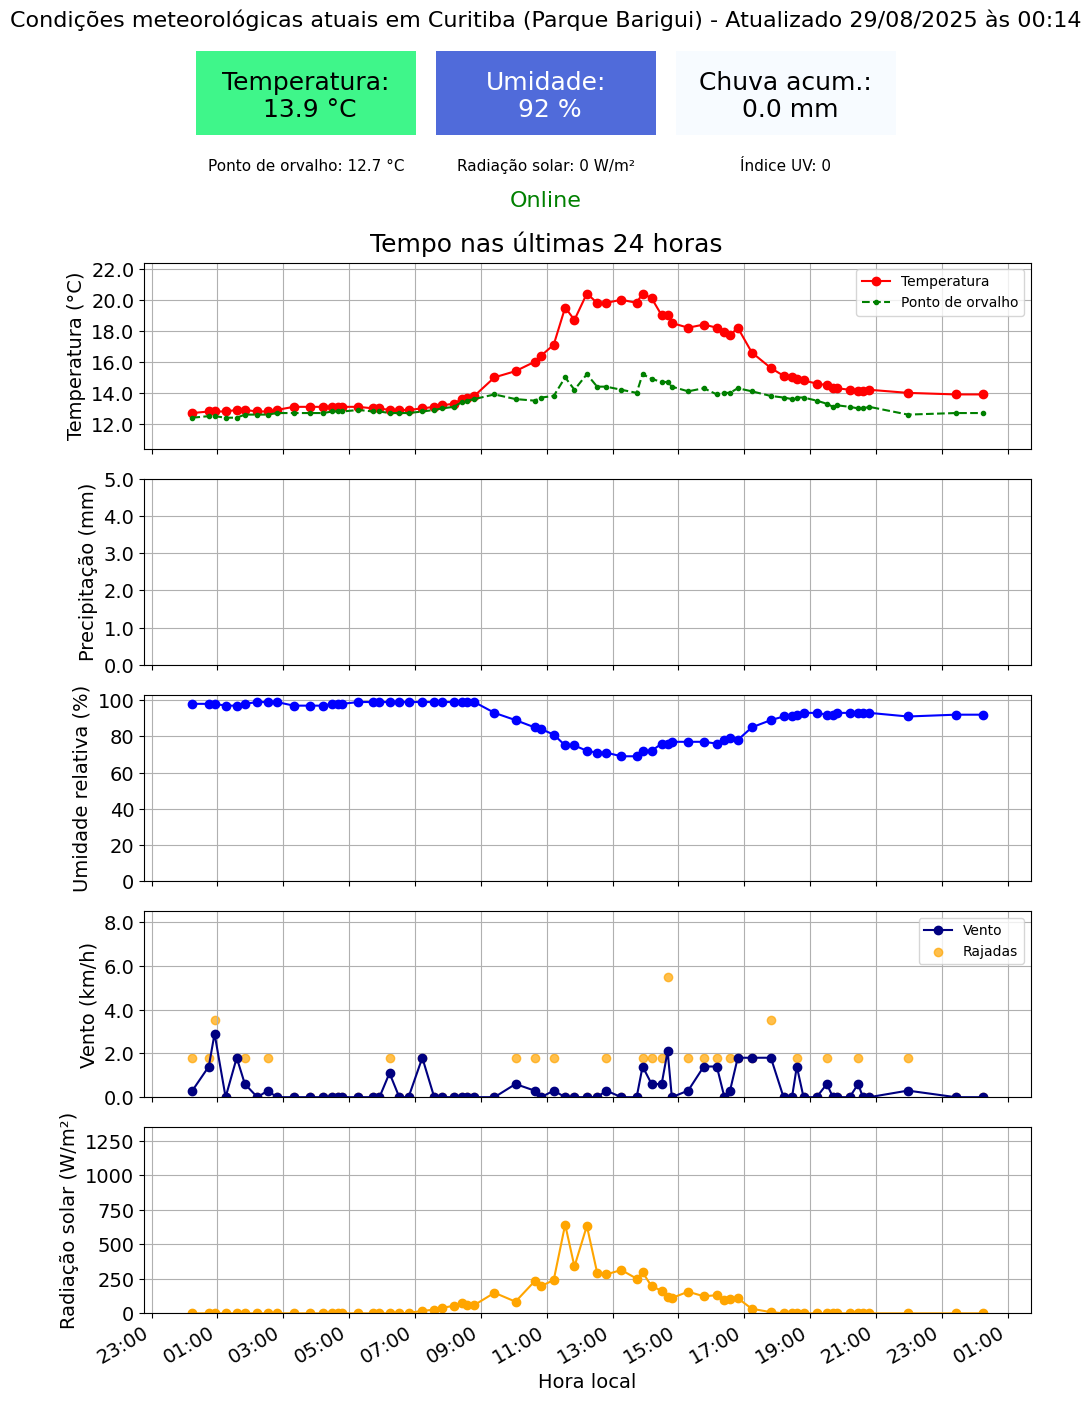 Condições meteorológicas atuais em Curitiba (Parque Barigui) - Atualizado 29/08/2025 às 00:14
Temperatura:
13.9 °C
Umidade:
92 %
Chuva acum.:
0.0 mm
Ponto de orvalho: 12.7 °C
Radiação solar: 0 W/m²
Índice UV: 0
Online
Tempo nas últimas 24 horas
Temperatura (°C)
22.0
20.0
18.0
16.0
14.0
12.0
Temperatura
Ponto de orvalho
Precipitação (mm)
5.0
4.0
3.0
2.0
1.0
0.0
Umidade relativa (%)
100
80
60
40
20
0
Vento (km/h)
8.0
6.0
4.0
2.0
0.0
Vento
Rajadas
Radiação solar (W/m²)
1250
1000
750
500
250
0
23:00
01:00
03:00
05:00
07:00
09:00
11:00
13:00
15:00
17:00
19:00
21:00
23:00
01:00
Hora local